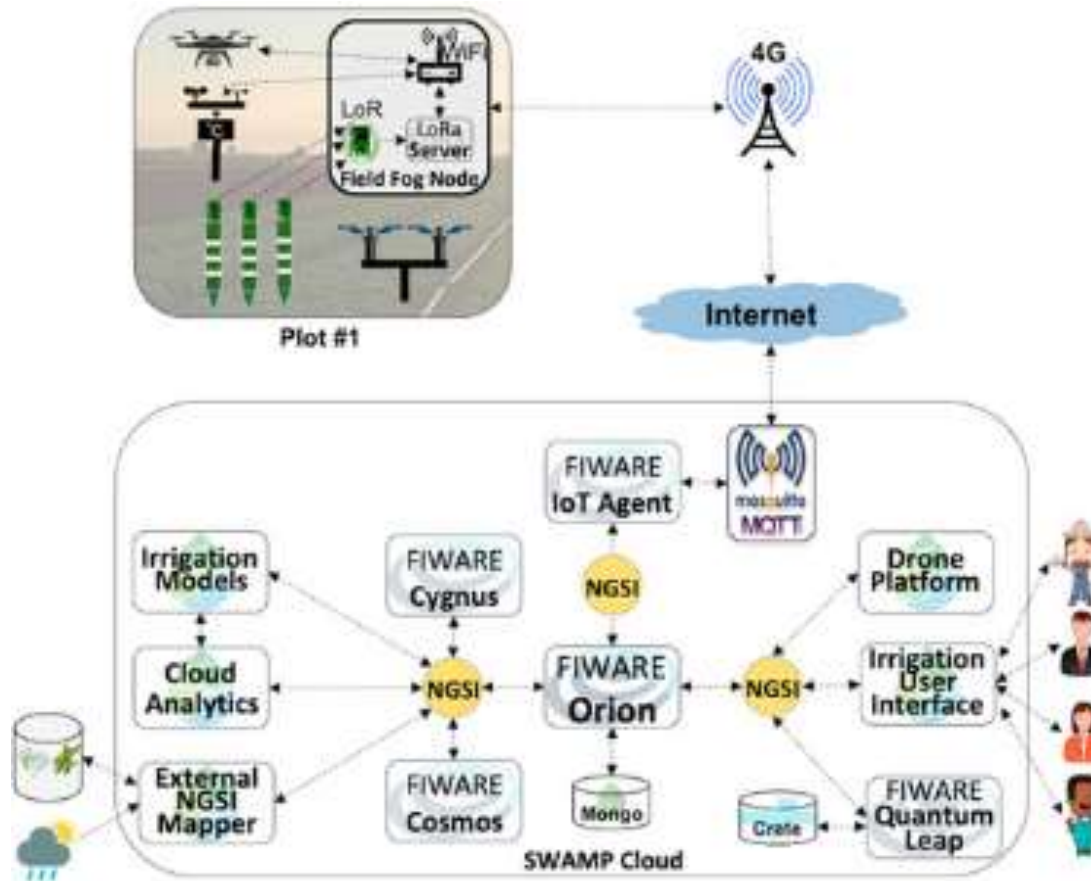 WiFi
4G
LoR
LoRa
Server
°C
Field Fog Node
Plot #1
Internet
FIWARE
IoT Agent
mosquitto
MQTT
Irrigation
Models
FIWARE
Cygnus
NGSI
Drone
Platform
Cloud
Analytics
NGSI
FIWARE
Orion
NGSI
Irrigation
User
Interface
External
NGSI
Mapper
FIWARE
Cosmos
Mongo
Crate
FIWARE
Quantum
Leap
SWAMP Cloud